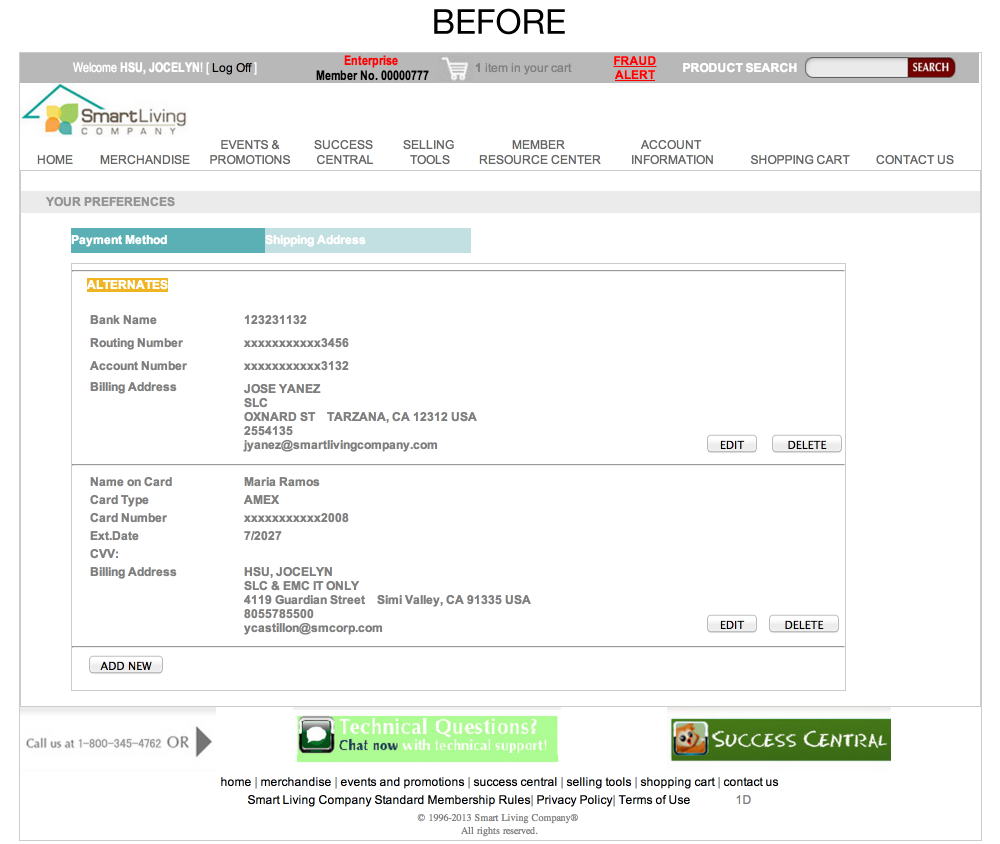 BEFORE
Welcome HSU, JOCELYN! [ Log Off ]
Enterprise
Member No. 00000777
1 item in your cart
FRAUD
ALERT
PRODUCT SEARCH
SEARCH
SmartLiving
COMPANY
HOME
MERCHANDISE
EVENTS &
PROMOTIONS
SUCCESS
CENTRAL
SELLING
TOOLS
MEMBER
RESOURCE CENTER
ACCOUNT
INFORMATION
SHOPPING CART
CONTACT US
YOUR PREFERENCES
Payment Method
Shipping Address
ALTERNATES
Bank Name 123231132
Routing Number xxxxxxxxxxx3456
Account Number xxxxxxxxxxx3132
Billing Address JOSE YANEZ
SLC
OXNARD ST TARZANA, CA 12312 USA
2554135
jyanez@smartlivingcompany.com
EDIT DELETE
Name on Card Maria Ramos
Card Type AMEX
Card Number xxxxxxxxxxx2008
Ext.Date 7/2027
CVV:
Billing Address HSU, JOCELYN
SLC & EMC IT ONLY
4119 Guardian Street Simi Valley, CA 91335 USA
8055785500
ycastillon@smcorp.com
EDIT DELETE
ADD NEW
Call us at 1-800-345-4762 OR
Technical Questions?
Chat now with technical support!
SUCCESS CENTRAL
home | merchandise | events and promotions | success central | selling tools | shopping cart | contact us
Smart Living Company Standard Membership Rules| Privacy Policy| Terms of Use 1D
© 1996-2013 Smart Living Company®
All rights reserved.